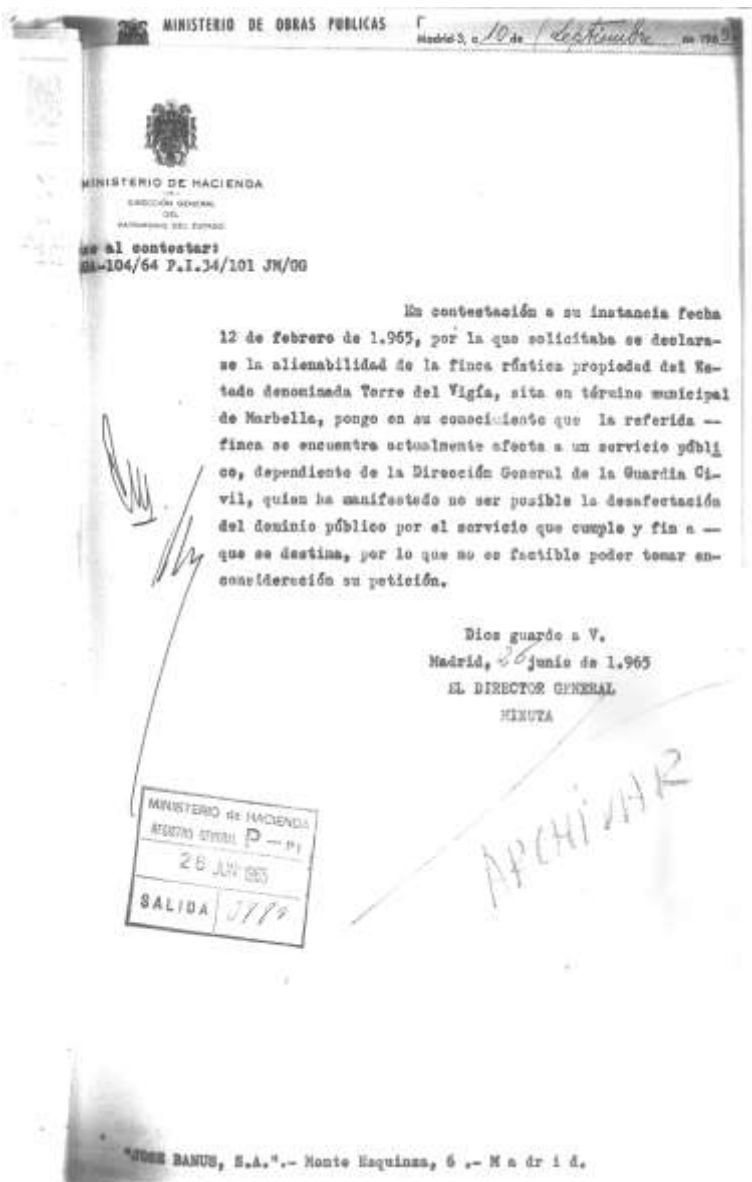 MINISTERIO DE OBRAS PUBLICAS
Madrid-3, a 10 de Septiembre de 196
MINISTERIO DE HACIENDA
DIRECCIÓN GENERAL
DEL
PATRIMONIO DEL ESTADO
al contestar:
-104/64 P.I.34/101 JM/GG
En contestación a su instancia fecha
12 de febrero de 1.965, por la que solicitaba se declara-
se la alienabilidad de la finca rústica propiedad del Es-
tado denominada Torre del Vigía, sita en término municipal
de Marbella, pongo en su conociiento que la referida —
finca se encuentra actualmente afecta a un servicio públi
co, dependiente de la Dirección General de la Guardia Ci-
vil, quien ha manifestado no ser posible la desafectación
del dominio público por el servicio que cumple y fin a —
que se destina, por lo que no es factible poder tomar en-
consideración su petición.
Dios guarde a V.
Madrid, 26 junio de 1.965
EL DIRECTOR GENERAL
MINUTA
ARCHIVAR
MINISTERIO de HACIENDA
REGISTRO GENERAL P-PI
26 JUN 1965
SALIDA
"JOSE BANUS, S.A.".- Monte Esquinza, 6 .- M a dr i d.